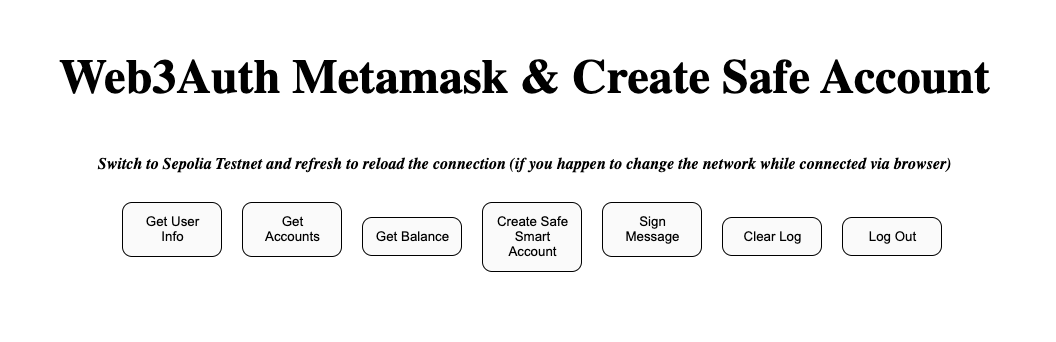 Web3Auth Metamask & Create Safe Account
Switch to Sepolia Testnet and refresh to reload the connection (if you happen to change the network while connected via browser)
Get User
Info
Get
Accounts
Get Balance
Create Safe
Smart
Account
Sign
Message
Clear Log
Log Out